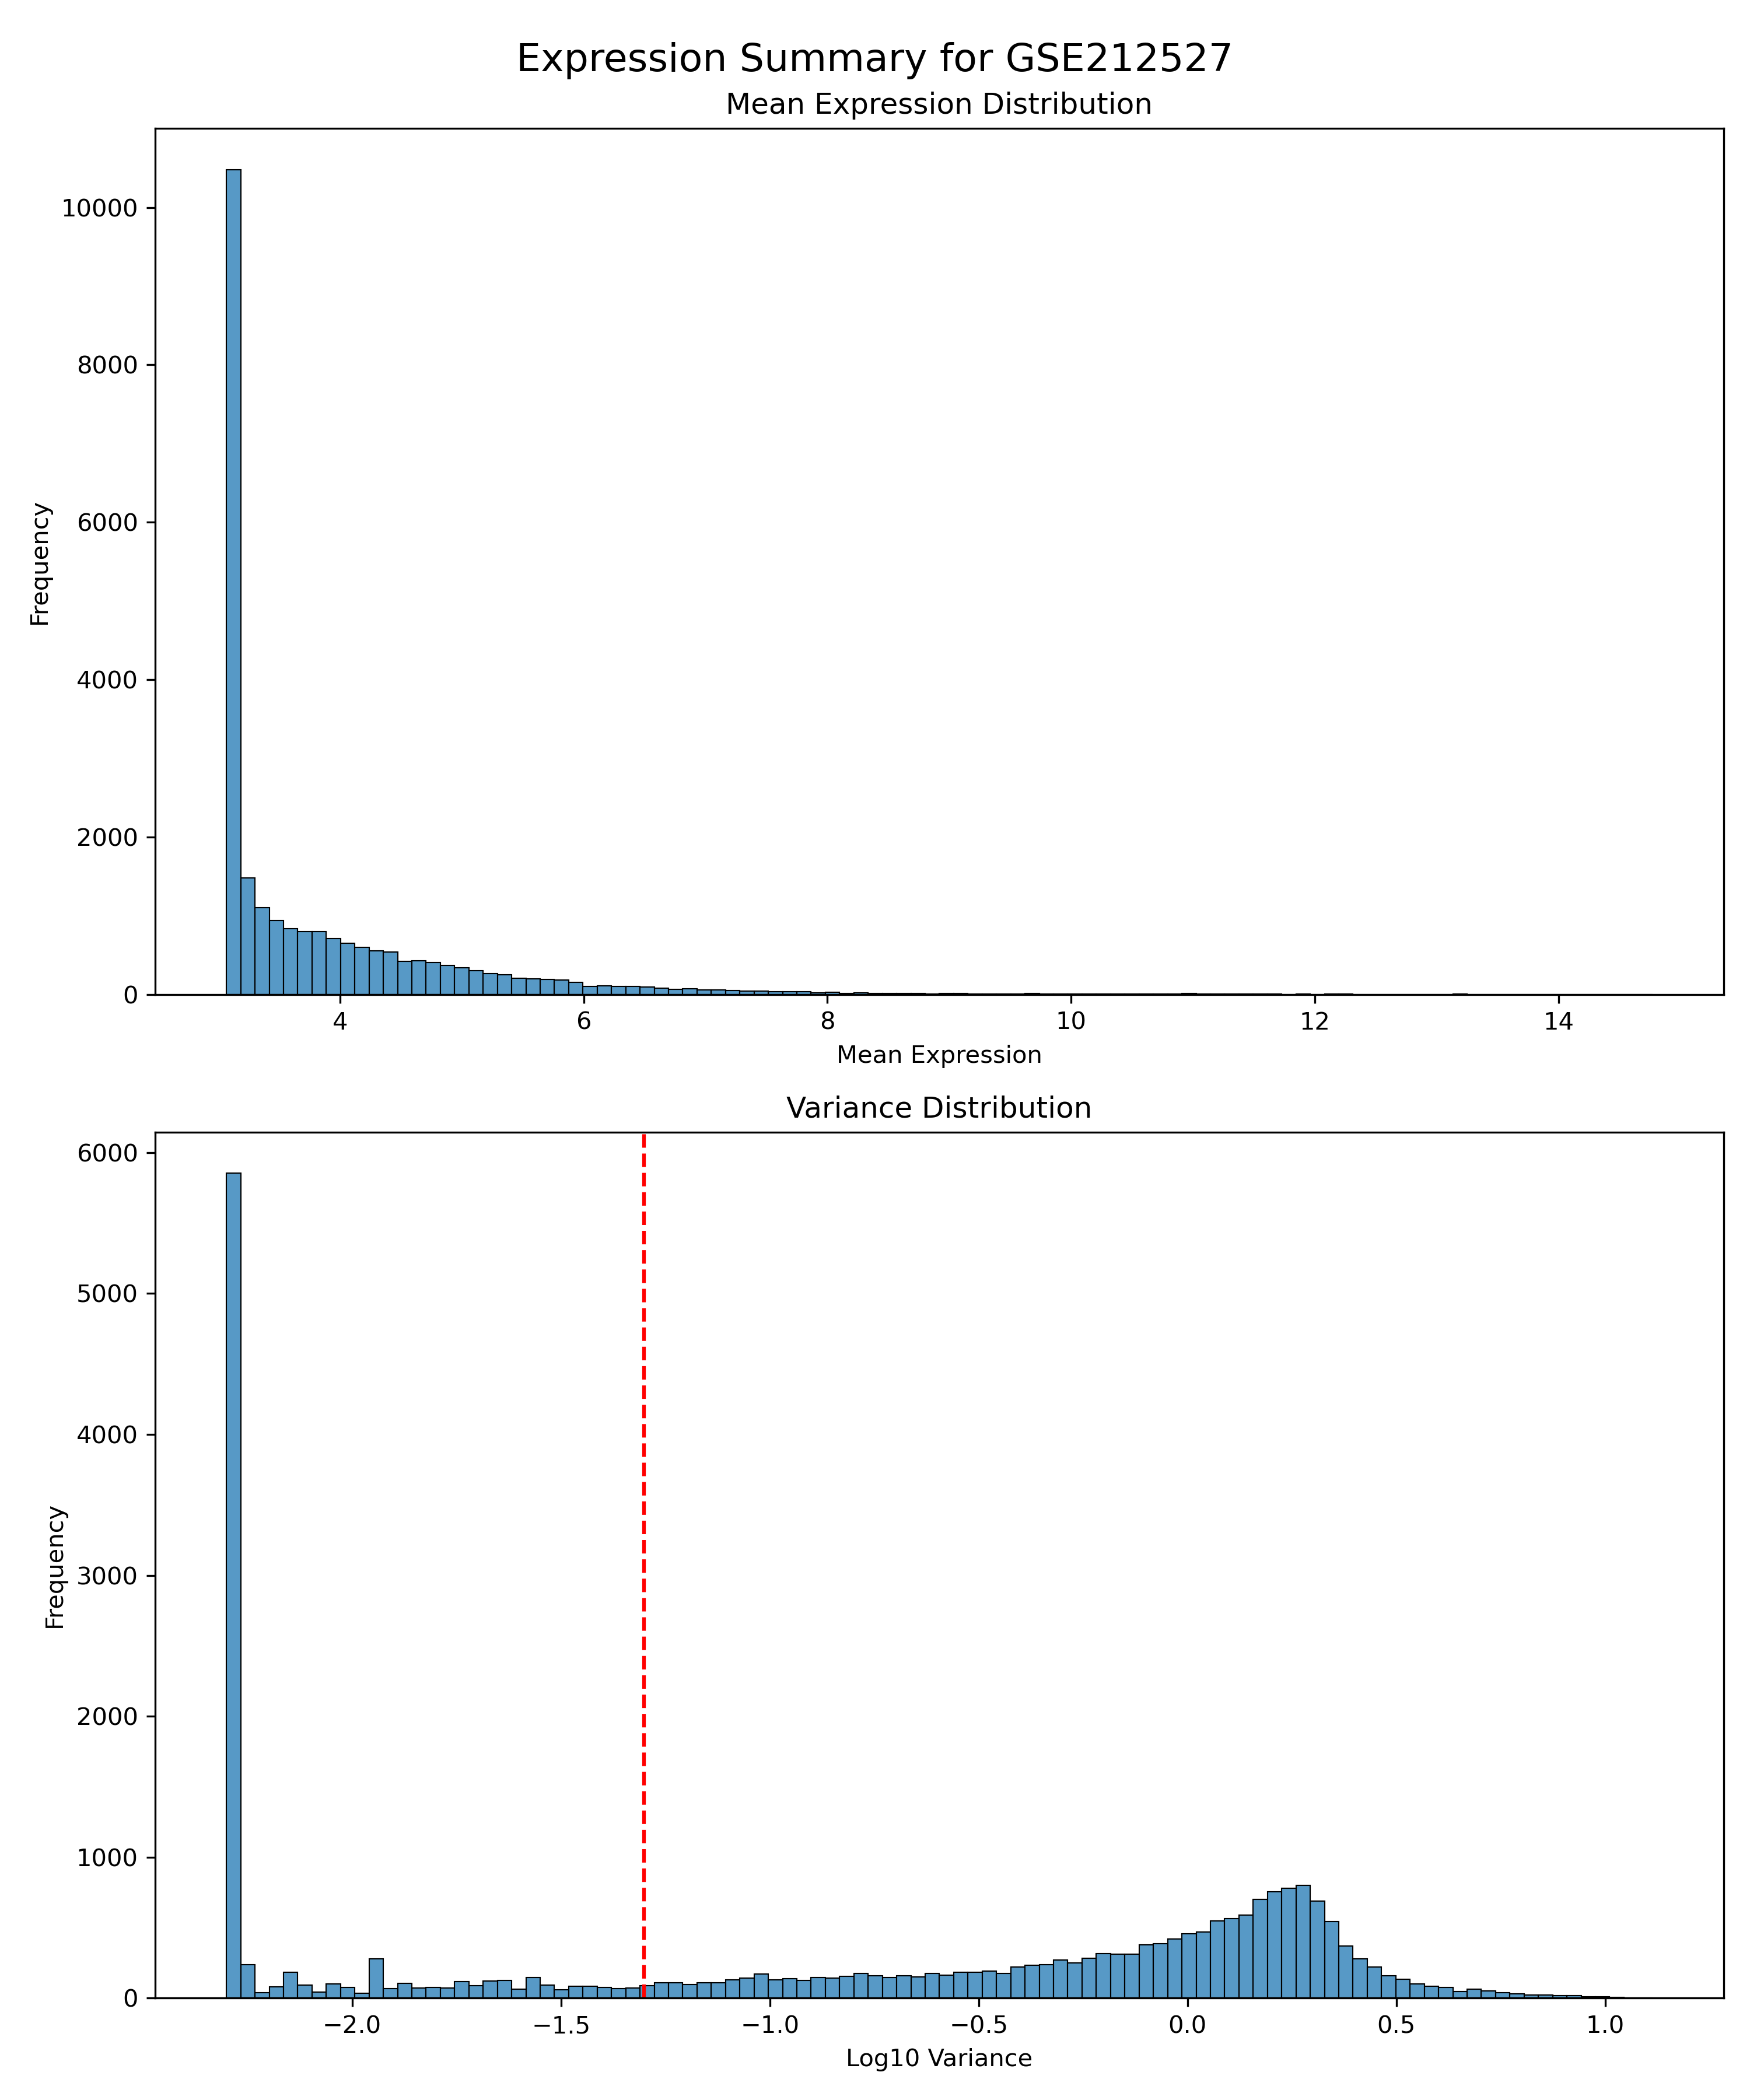 Expression Summary for GSE212527
Mean Expression Distribution
10000
8000
6000
4000
2000
0
Frequency
4 6 8 10 12 14
Mean Expression
Variance Distribution
6000
5000
4000
3000
2000
1000
0
Frequency
−2.0 −1.5 −1.0 −0.5 0.0 0.5 1.0
Log10 Variance